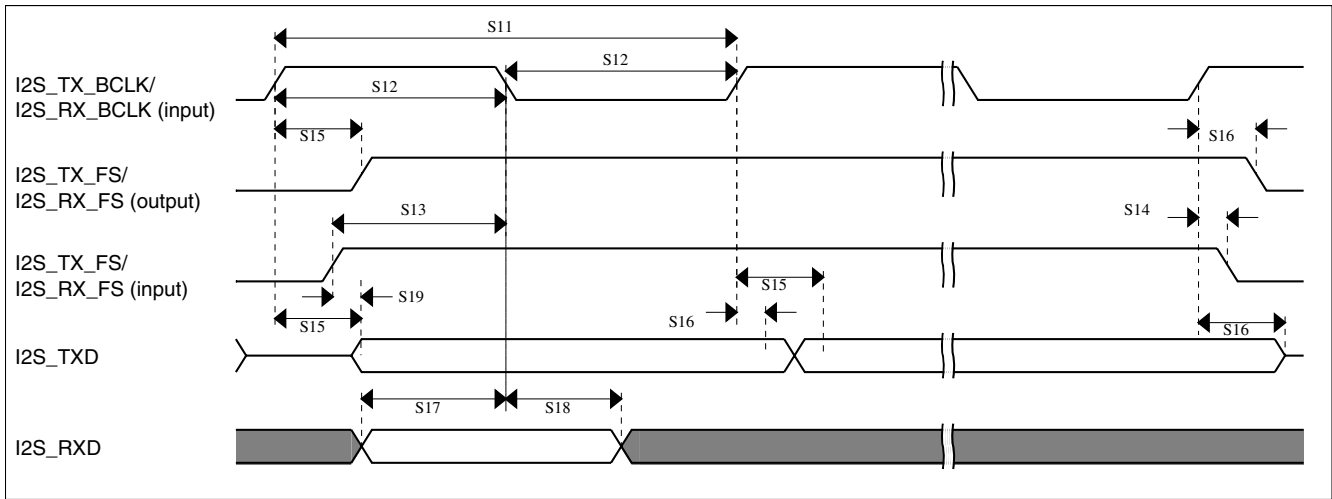 S11
S12
I2S_TX_BCLK/
I2S_RX_BCLK (input)
S12
S15
S16
I2S_TX_FS/
I2S_RX_FS (output)
S13
S14
I2S_TX_FS/
I2S_RX_FS (input)
S15
S19
S16
S15
S16
I2S_TXD
S17
S18
I2S_RXD